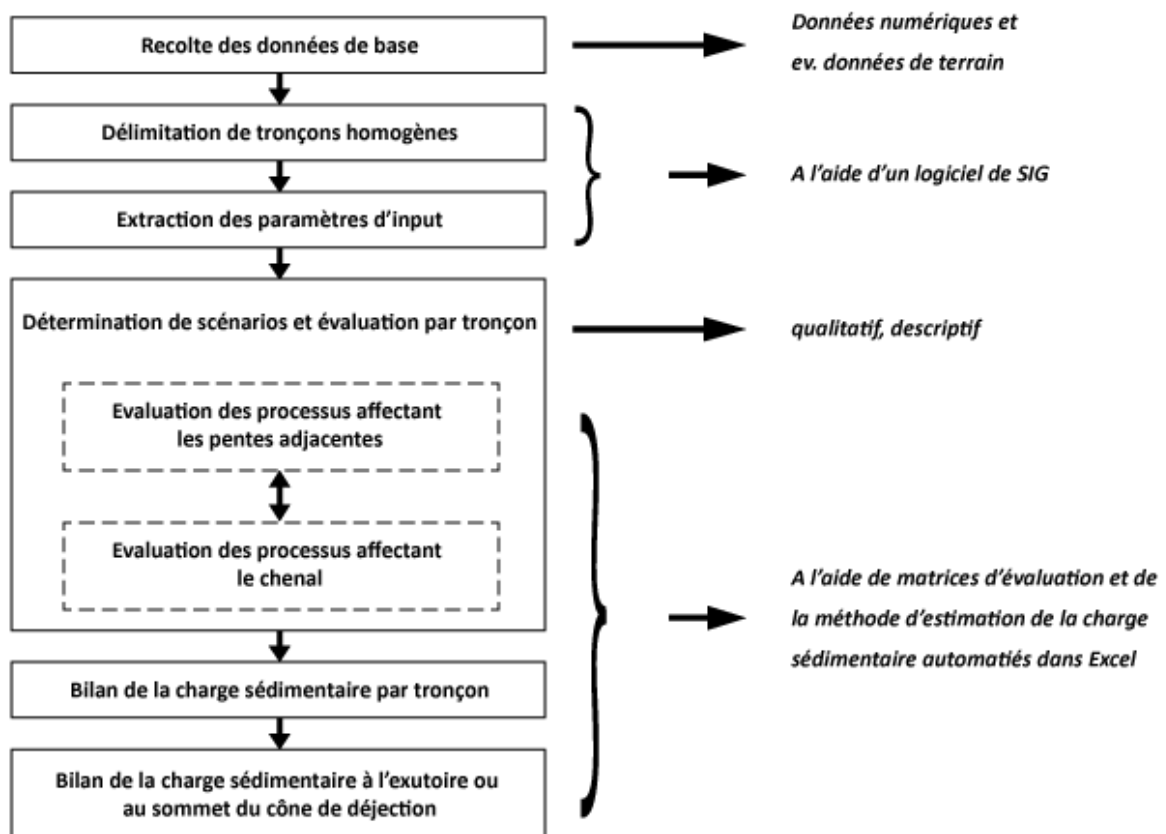 Recolte des données de base
Données numériques et
ev. données de terrain
Délimitation de tronçons homogènes
Extraction des paramètres d'input
A l'aide d'un logiciel de SIG
Détermination de scénarios et évaluation par tronçon
qualitatif, descriptif
Evaluation des processus affectant
les pentes adjacentes
Evaluation des processus affectant
le chenal
A l'aide de matrices d'évaluation et de
la méthode d'estimation de la charge
sédimentaire automatiés dans Excel
Bilan de la charge sédimentaire par tronçon
Bilan de la charge sédimentaire à l'exutoire ou
au sommet du cône de déjection